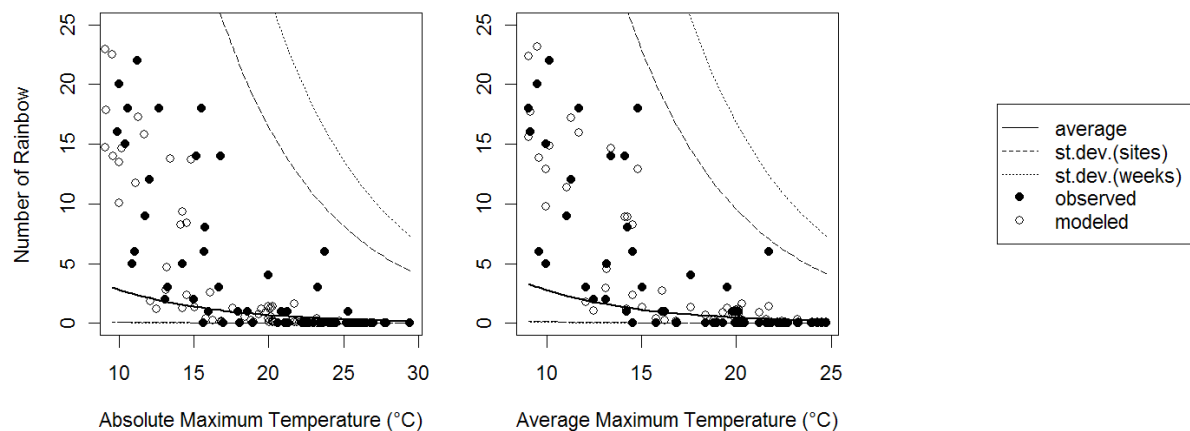 Number of Rainbow
25
20
15
10
5
0
10
15
20
25
30
Absolute Maximum Temperature (°C)
25
20
15
10
5
0
10
15
20
25
Average Maximum Temperature (°C)
average
st.dev.(sites)
st.dev.(weeks)
observed
modeled